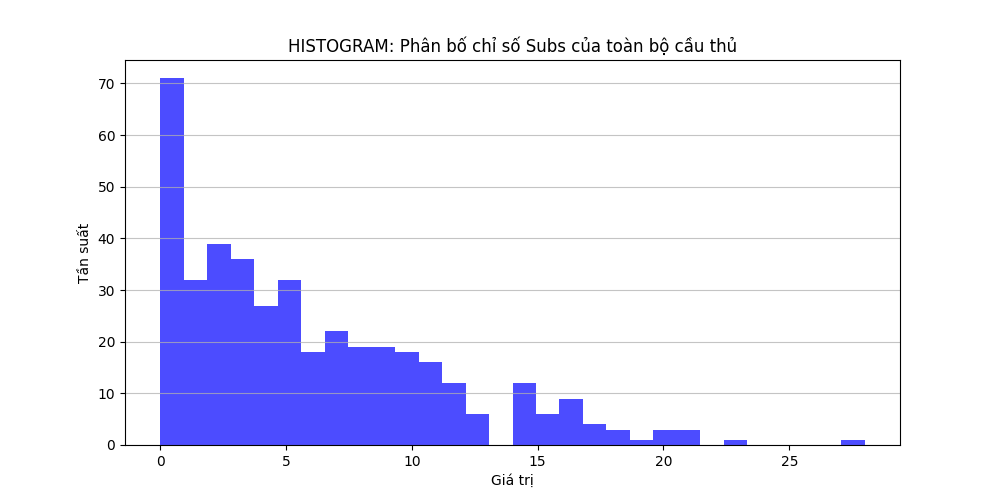 HISTOGRAM: Phân bố chỉ số Subs của toàn bộ cầu thủ
70
60
50
40
30
20
10
0
Tần suất
0 5 10 15 20 25
Giá trị